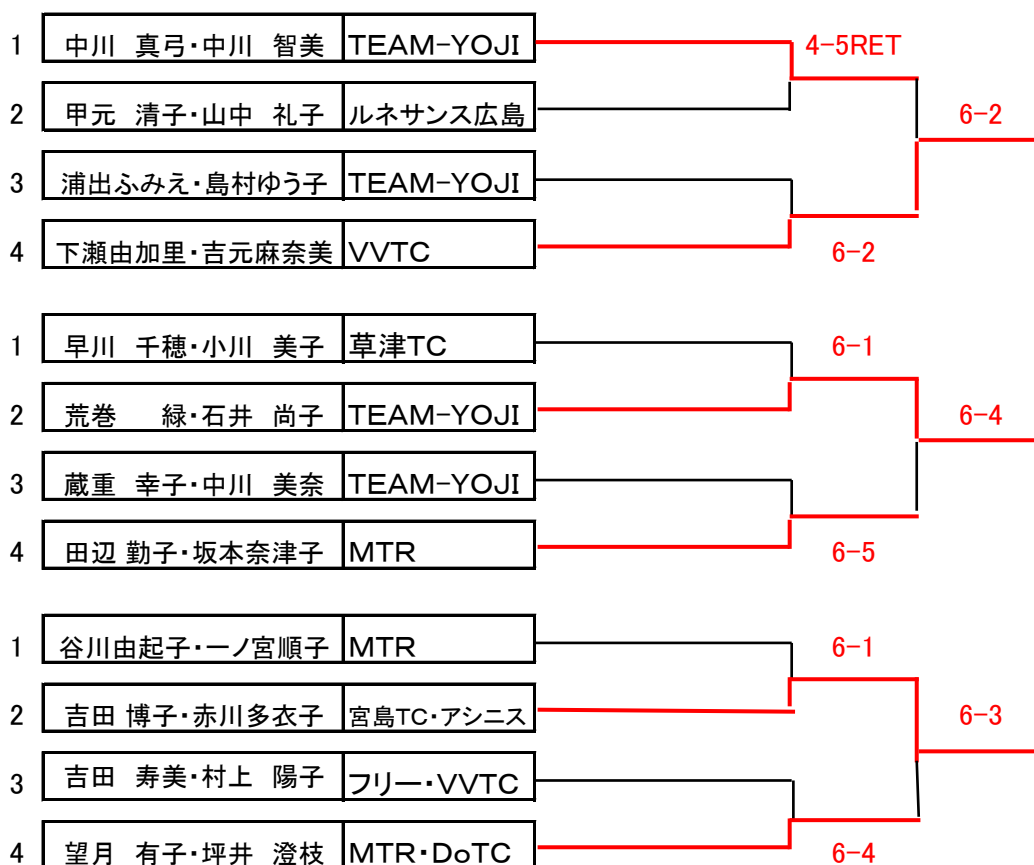 1 中川 真弓・中川 智美 TEAM-YOJI 4-5RET
2 甲元 清子・山中 礼子 ルネサンス広島 6-2
3 浦出ふみえ・島村ゆう子 TEAM-YOJI
4 下瀬由加里・吉元麻奈美 VVTC 6-2
1 早川 千穂・小川 美子 草津TC 6-1
2 荒巻 緑・石井 尚子 TEAM-YOJI 6-4
3 蔵重 幸子・中川 美奈 TEAM-YOJI
4 田辺 勤子・坂本奈津子 MTR 6-5
1 谷川由起子・一ノ宮順子 MTR 6-1
2 吉田 博子・赤川多衣子 宮島TC・アシニス 6-3
3 吉田 寿美・村上 陽子 フリー・VVTC
4 望月 有子・坪井 澄枝 MTR・DoTC 6-4